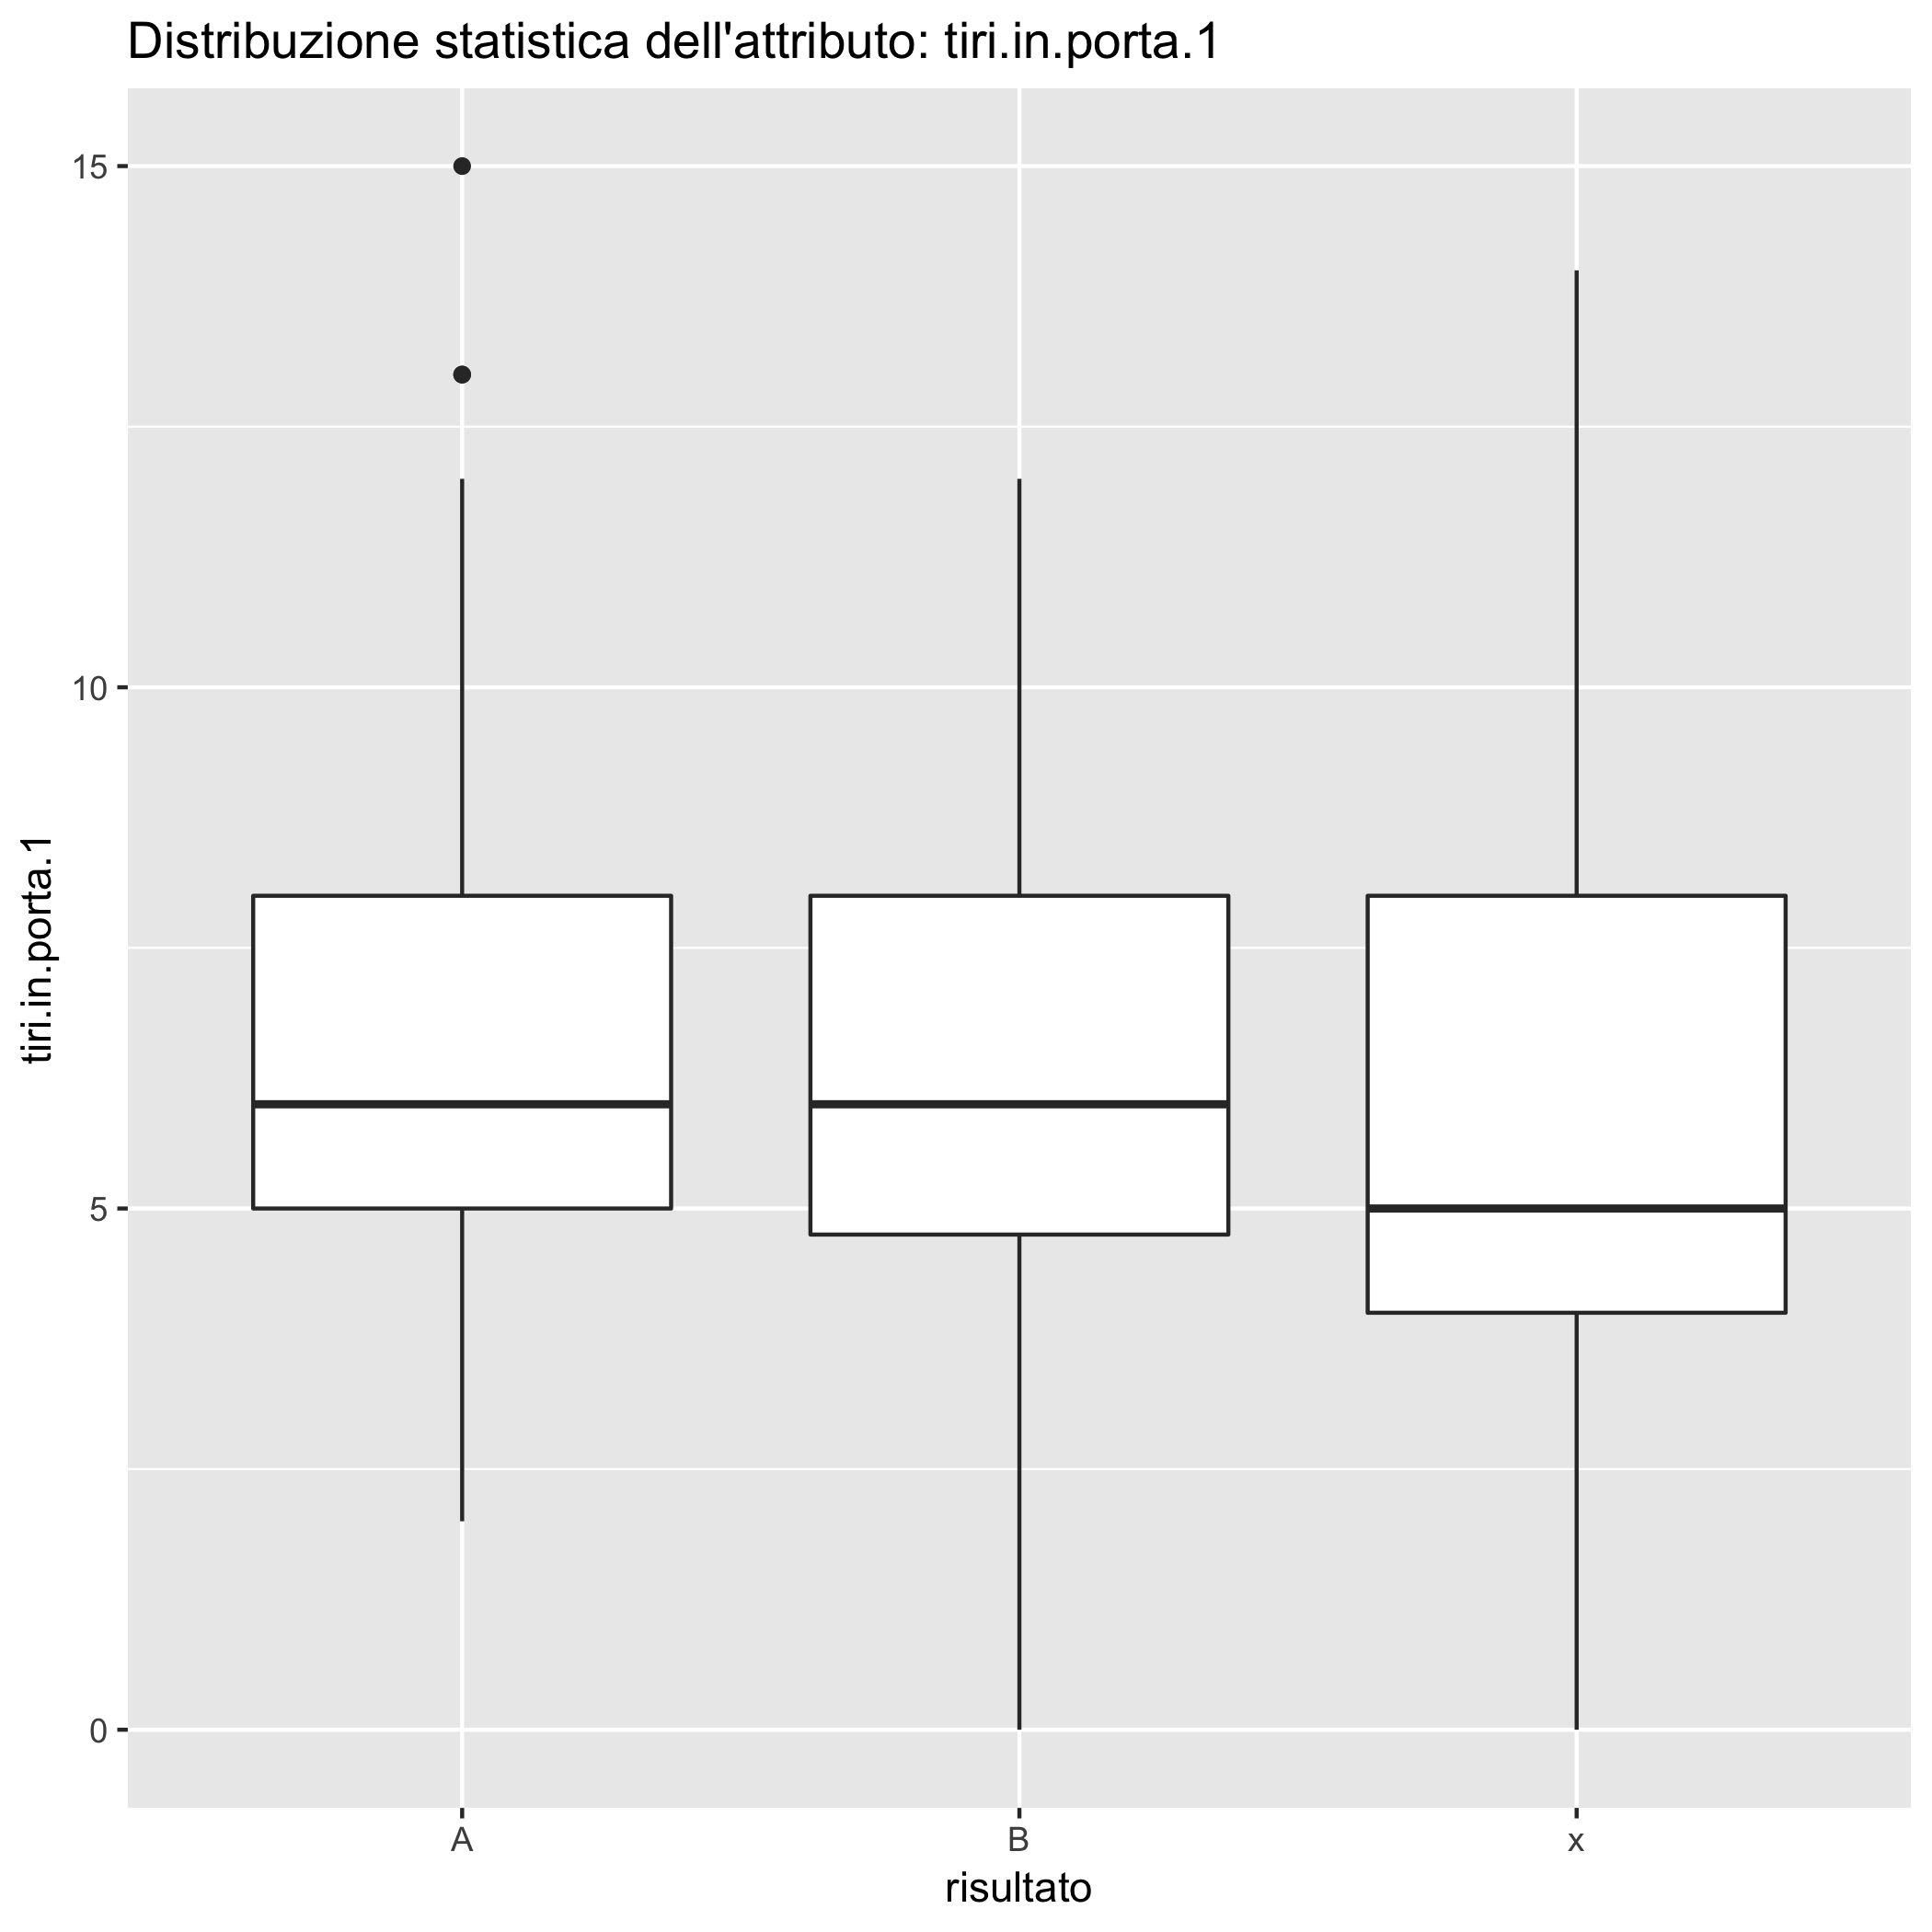 Distribuzione statistica dell'attributo: tiri.in.porta.1
15
10
5
0
tiri.in.porta.1
A B x
risultato